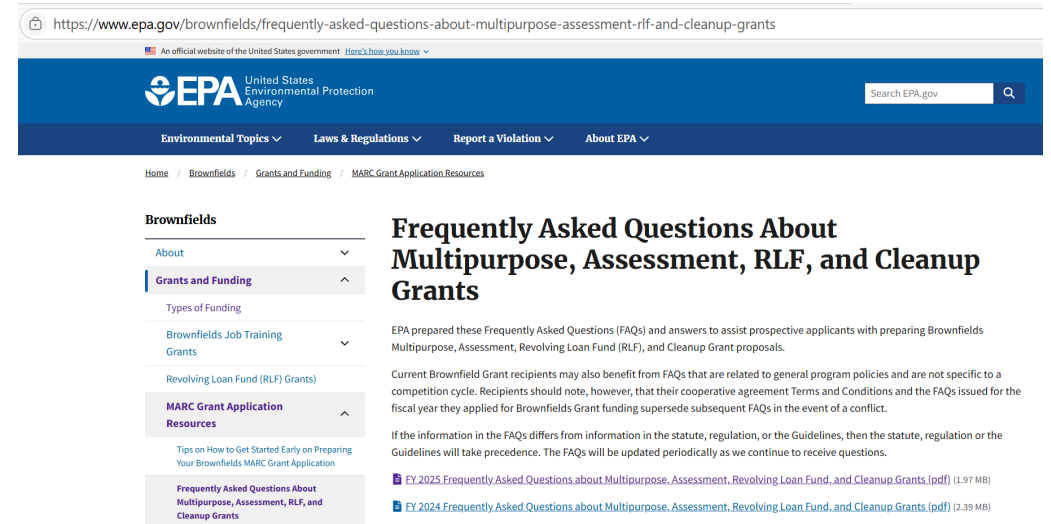 https://www.epa.gov/brownfields/frequently-asked-questions-about-multipurpose-assessment-rlf-and-cleanup-grants
An official website of the United States government Here's how you know
EPA United States
Environmental Protection
Agency
Search EPA.gov
Environmental Topics Laws & Regulations Report a Violation About EPA
Home / Brownfields / Grants and Funding / MARC Grant Application Resources
Brownfields
About
Grants and Funding
Types of Funding
Brownfields Job Training
Grants
Revolving Loan Fund (RLF) Grants)
MARC Grant Application
Resources
Tips on How to Get Started Early on Preparing
Your Brownfields MARC Grant Application
Frequently Asked Questions About
Multipurpose, Assessment, RLF, and
Cleanup Grants
Frequently Asked Questions About
Multipurpose, Assessment, RLF, and Cleanup
Grants
EPA prepared these Frequently Asked Questions (FAQs) and answers to assist prospective applicants with preparing Brownfields
Multipurpose, Assessment, Revolving Loan Fund (RLF), and Cleanup Grant proposals.
Current Brownfield Grant recipients may also benefit from FAQs that are related to general program policies and are not specific to a
competition cycle. Recipients should note, however, that their cooperative agreement Terms and Conditions and the FAQs issued for the
fiscal year they applied for Brownfields Grant funding supersede subsequent FAQs in the event of a conflict.
If the information in the FAQs differs from information in the statute, regulation, or the Guidelines, then the statute, regulation or the
Guidelines will take precedence. The FAQs will be updated periodically as we continue to receive questions.
FY 2025 Frequently Asked Questions about Multipurpose, Assessment, Revolving Loan Fund, and Cleanup Grants (pdf) (1.97 MB)
FY 2024 Frequently Asked Questions about Multipurpose, Assessment, Revolving Loan Fund, and Cleanup Grants (pdf) (2.39 MB)